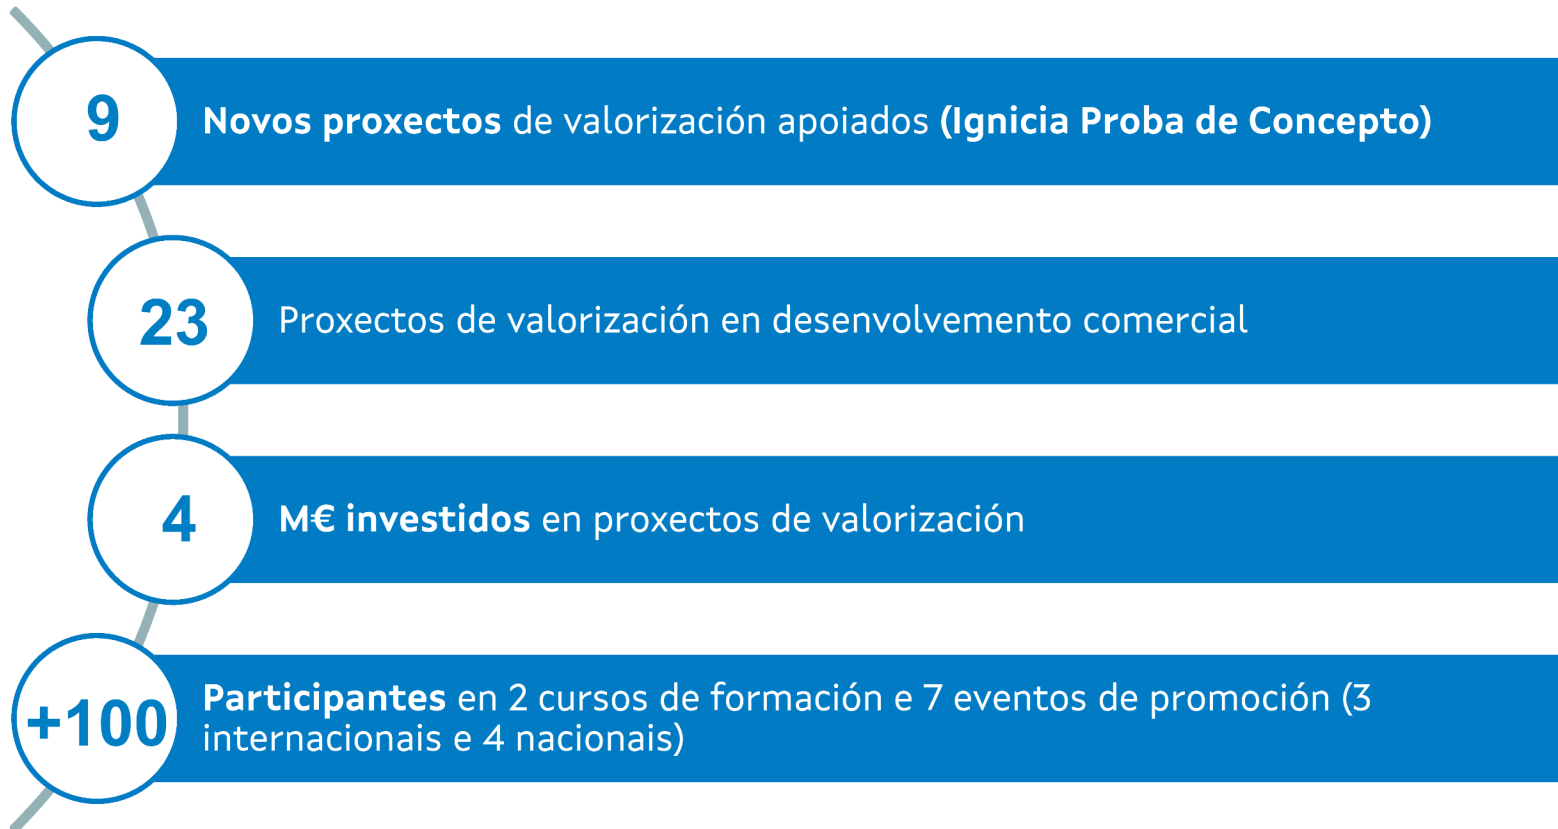 9
Novos proxectos de valorización apoiados (Ignicia Proba de Concepto)
23
Proxectos de valorización en desenvolvemento comercial
4
M€ investidos en proxectos de valorización
+100
Participantes en 2 cursos de formación e 7 eventos de promoción (3
internacionais e 4 nacionais)